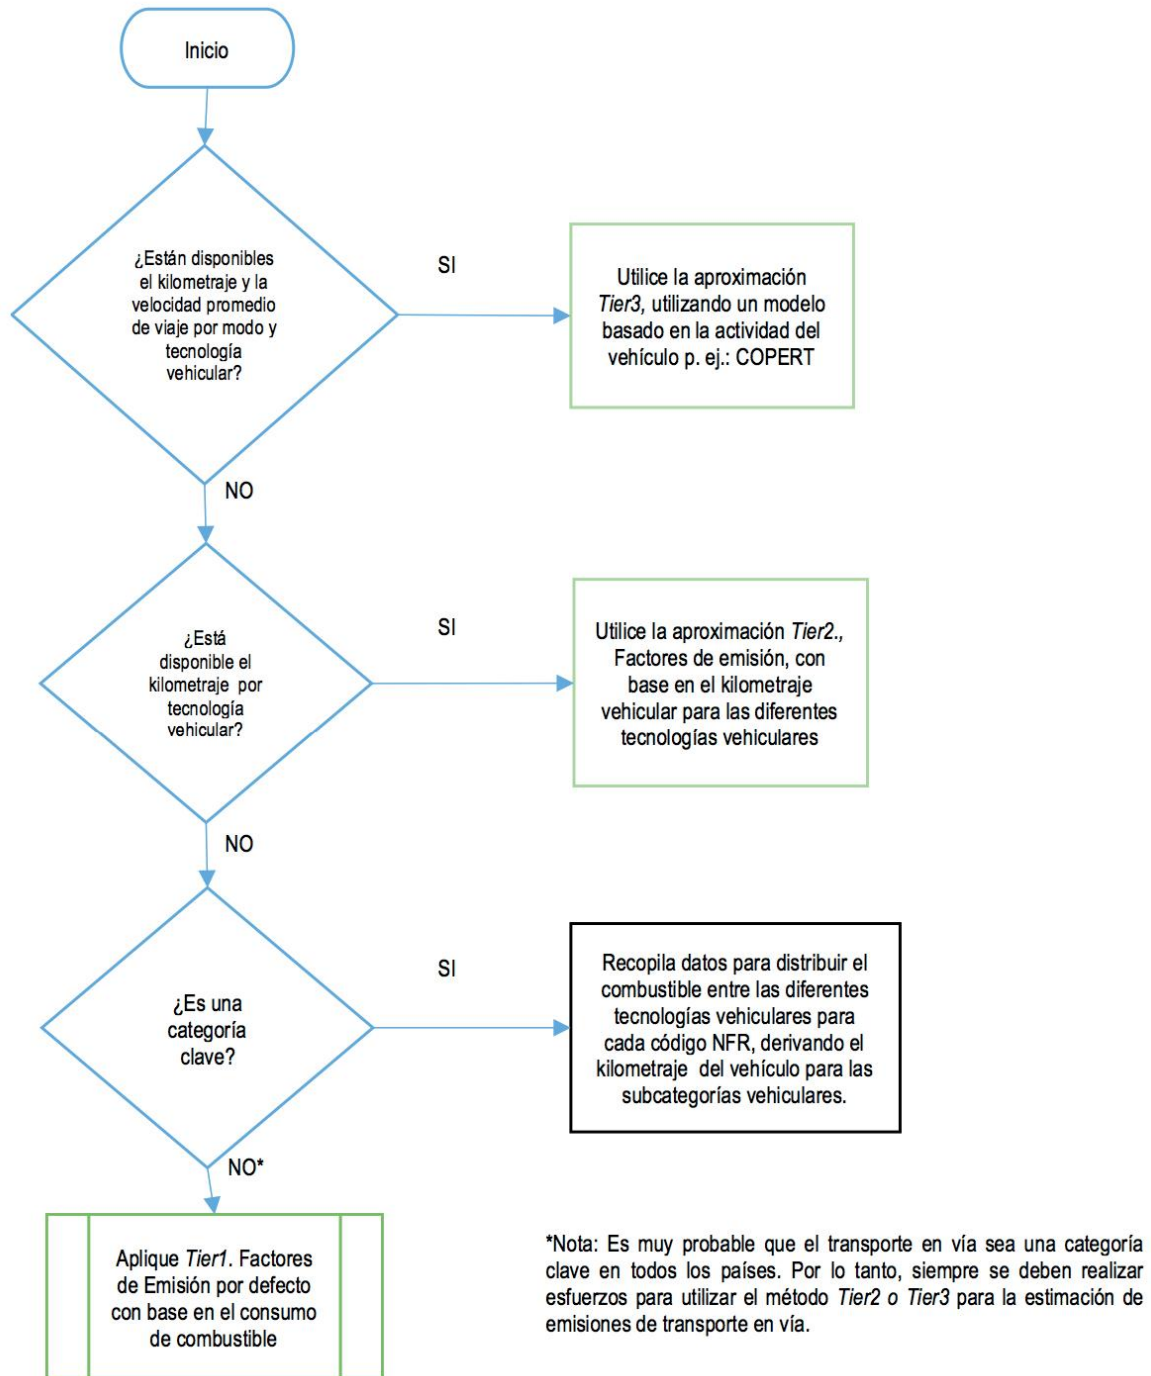 Inicio
¿Están disponibles
el kilometraje y la
velocidad promedio
de viaje por modo y
tecnología
vehicular?
SI
Utilice la aproximación
Tier3, utilizando un modelo
basado en la actividad del
vehículo p. ej.: COPERT
NO
¿Está
disponible el
kilometraje por
tecnología
vehicular?
SI
Utilice la aproximación Tier2.,
Factores de emisión, con
base en el kilometraje
vehicular para las diferentes
tecnologías vehiculares
NO
¿Es una
categoría
clave?
SI
Recopila datos para distribuir el
combustible entre las diferentes
tecnologías vehiculares para
cada código NFR, derivando el
kilometraje del vehículo para las
subcategorías vehiculares.
NO*
Aplique Tier1. Factores
de Emisión por defecto
con base en el consumo
de combustible
*Nota: Es muy probable que el transporte en vía sea una categoría
clave en todos los países. Por lo tanto, siempre se deben realizar
esfuerzos para utilizar el método Tier2 o Tier3 para la estimación de
emisiones de transporte en vía.